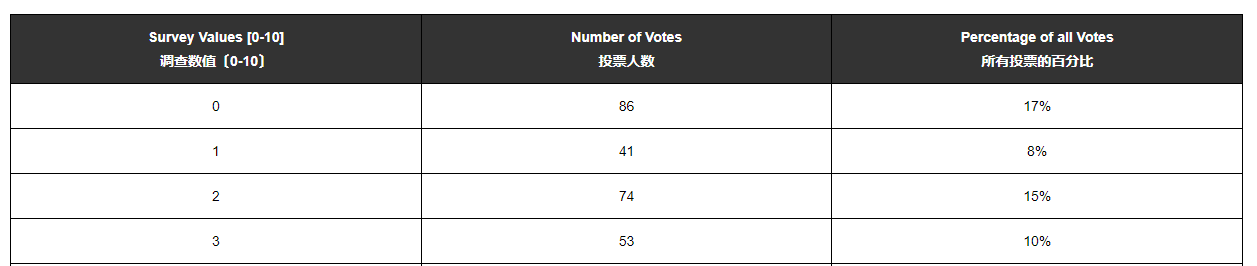 Survey Values [0-10] Number of Votes Percentage of all Votes
调查数值〔0-10〕 投票人数 所有投票的百分比
0 86 17%
1 41 8%
2 74 15%
3 53 10%